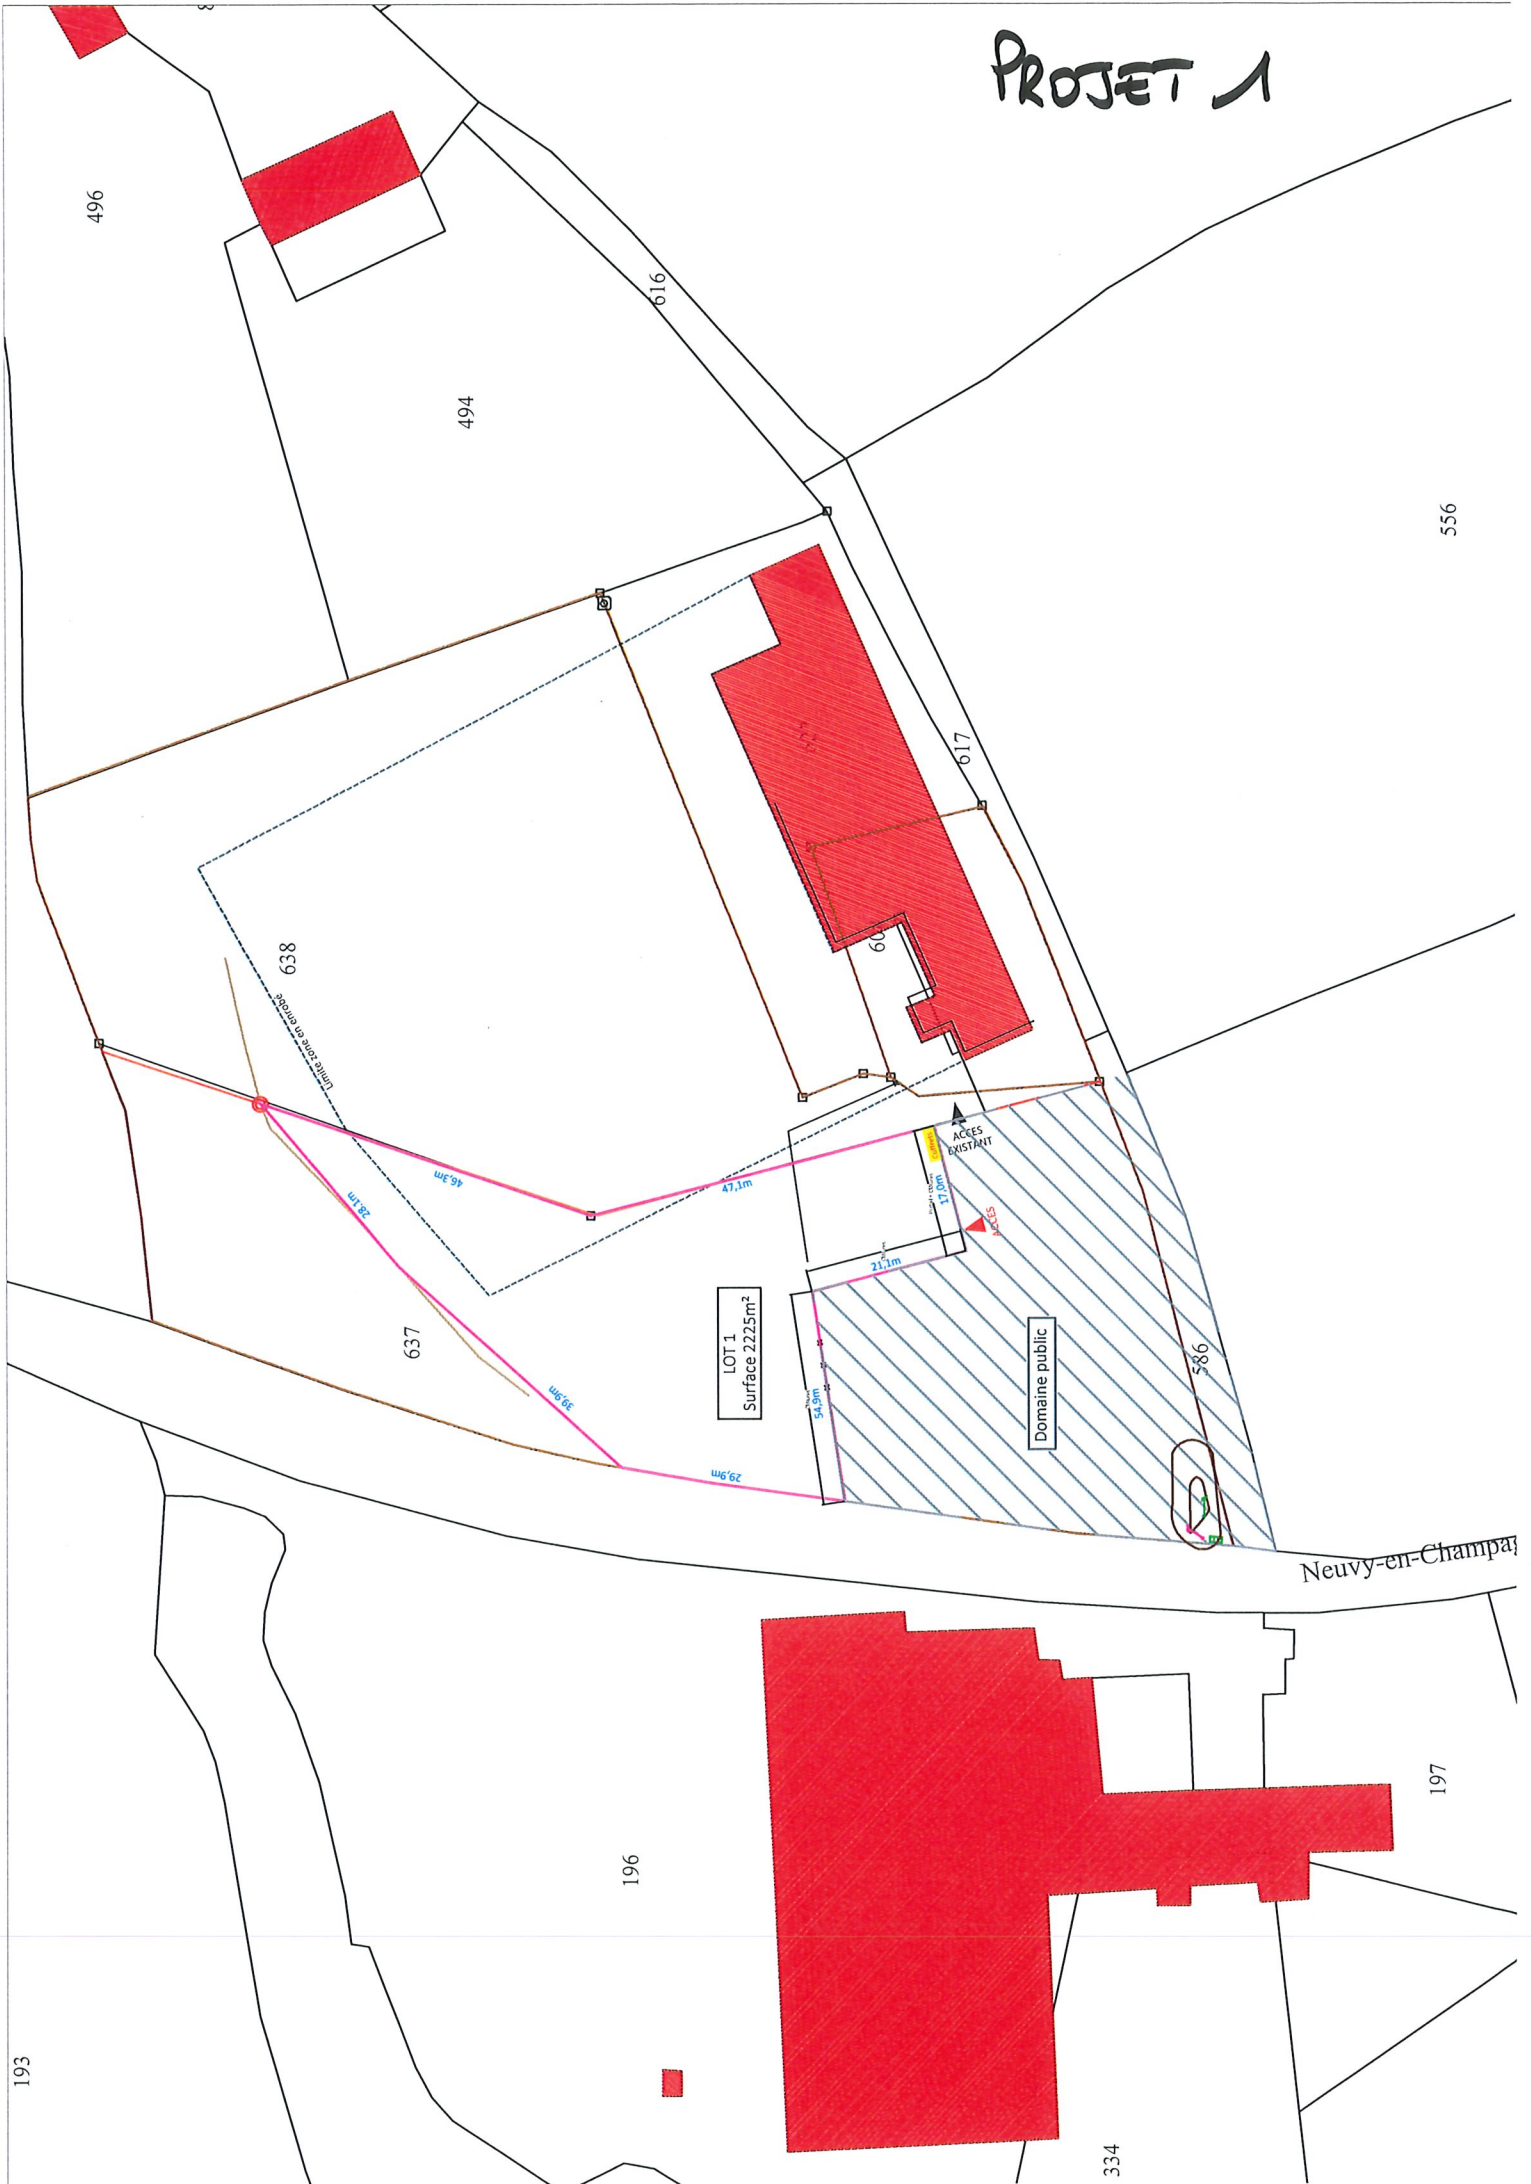 PROJET 1
496
616
494
556
617
638
Limite zone en enrobé
60
ACCES
EXISTANT
Coffrets
17,0m
ACCES
46,3m
47,1m
28,1m
21,1m
LOT 1
Surface 2225m²
637
39,9m
54,9m
29,9m
Domaine public
586
Neuvy-en-Champag
197
196
193
334